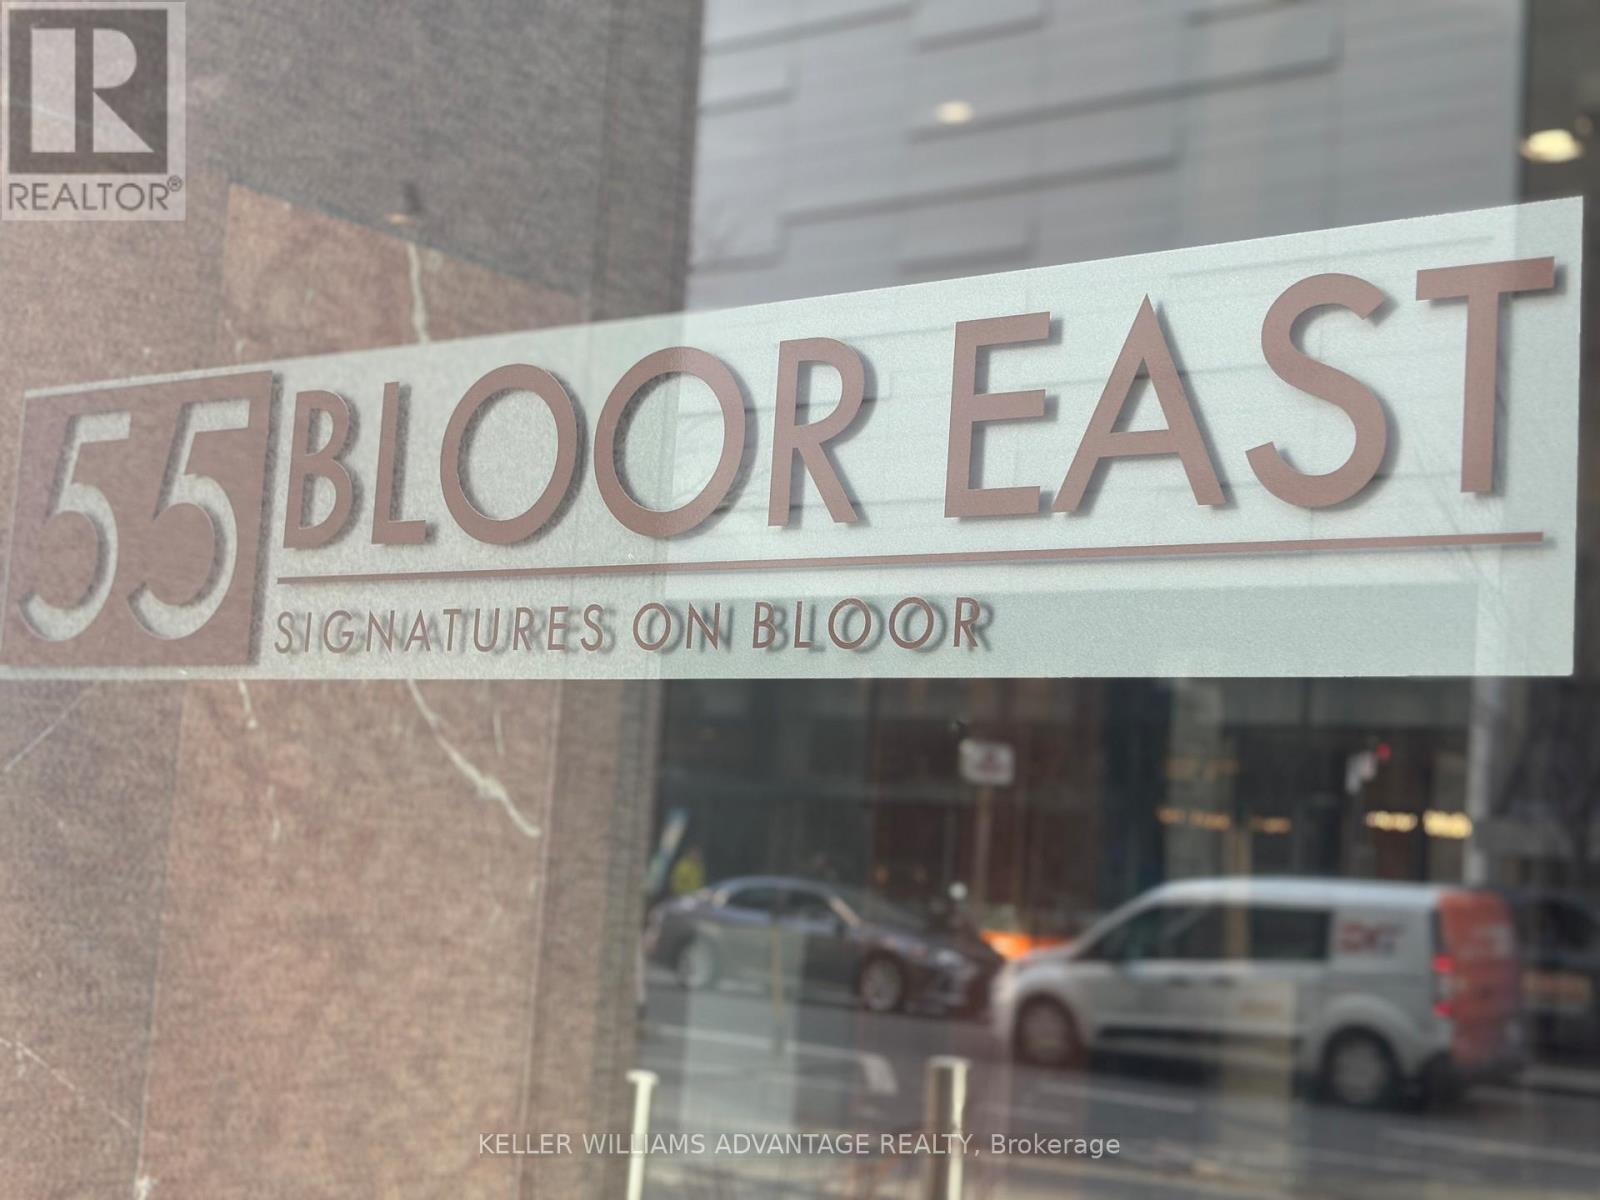 REALTOR®
55 BLOOR EAST
SIGNATURES ON BLOOR
KELLER WILLIAMS ADVANTAGE REALTY, Brokerage